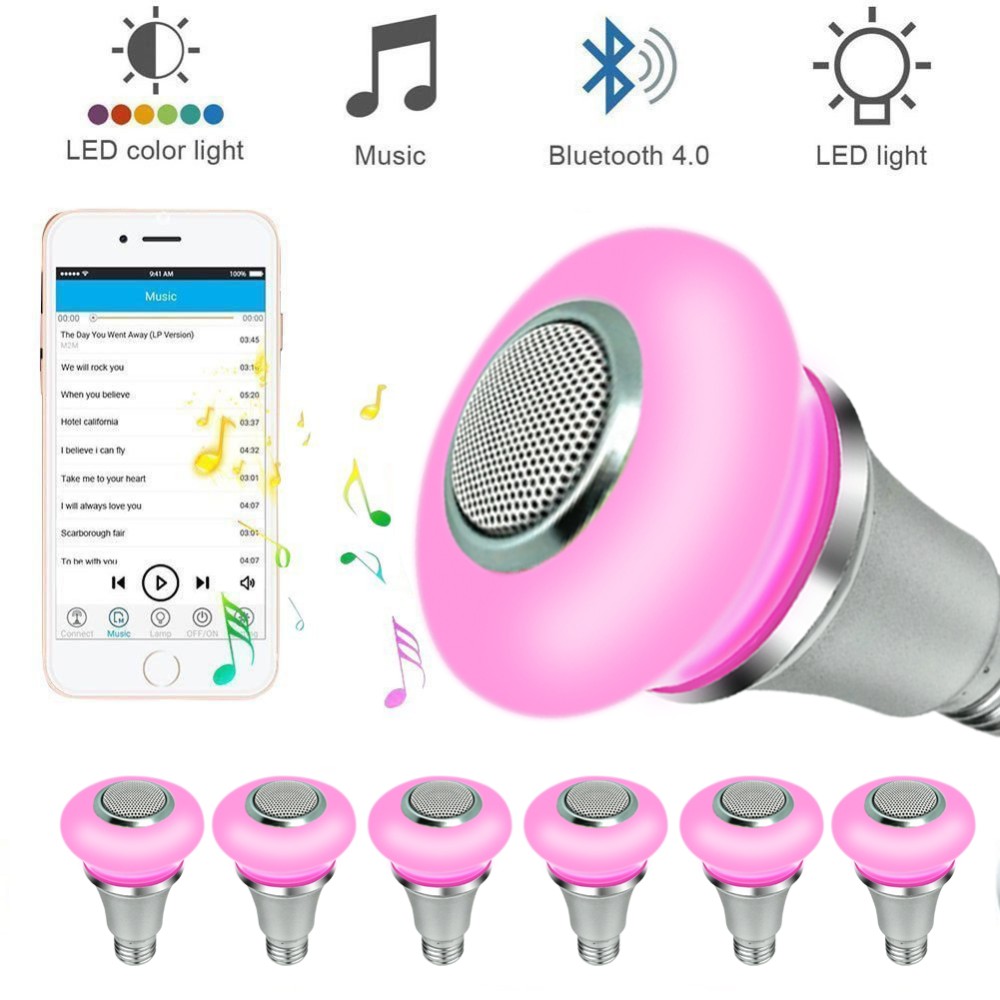 LED color light
Music
Bluetooth 4.0
LED light
9:41 AM 100%
Music
00:00 00:00
The Day You Went Away (LP Version)
M2M
03:45
We will rock you
When you believe 05:20
Hotel california 03:37
I believe i can fly 04:32
Take me to your heart 03:01
I will always love you 04:07
Scarborough fair 03:01
To be with you 04:07
Connect Music Lamp OFF/ON